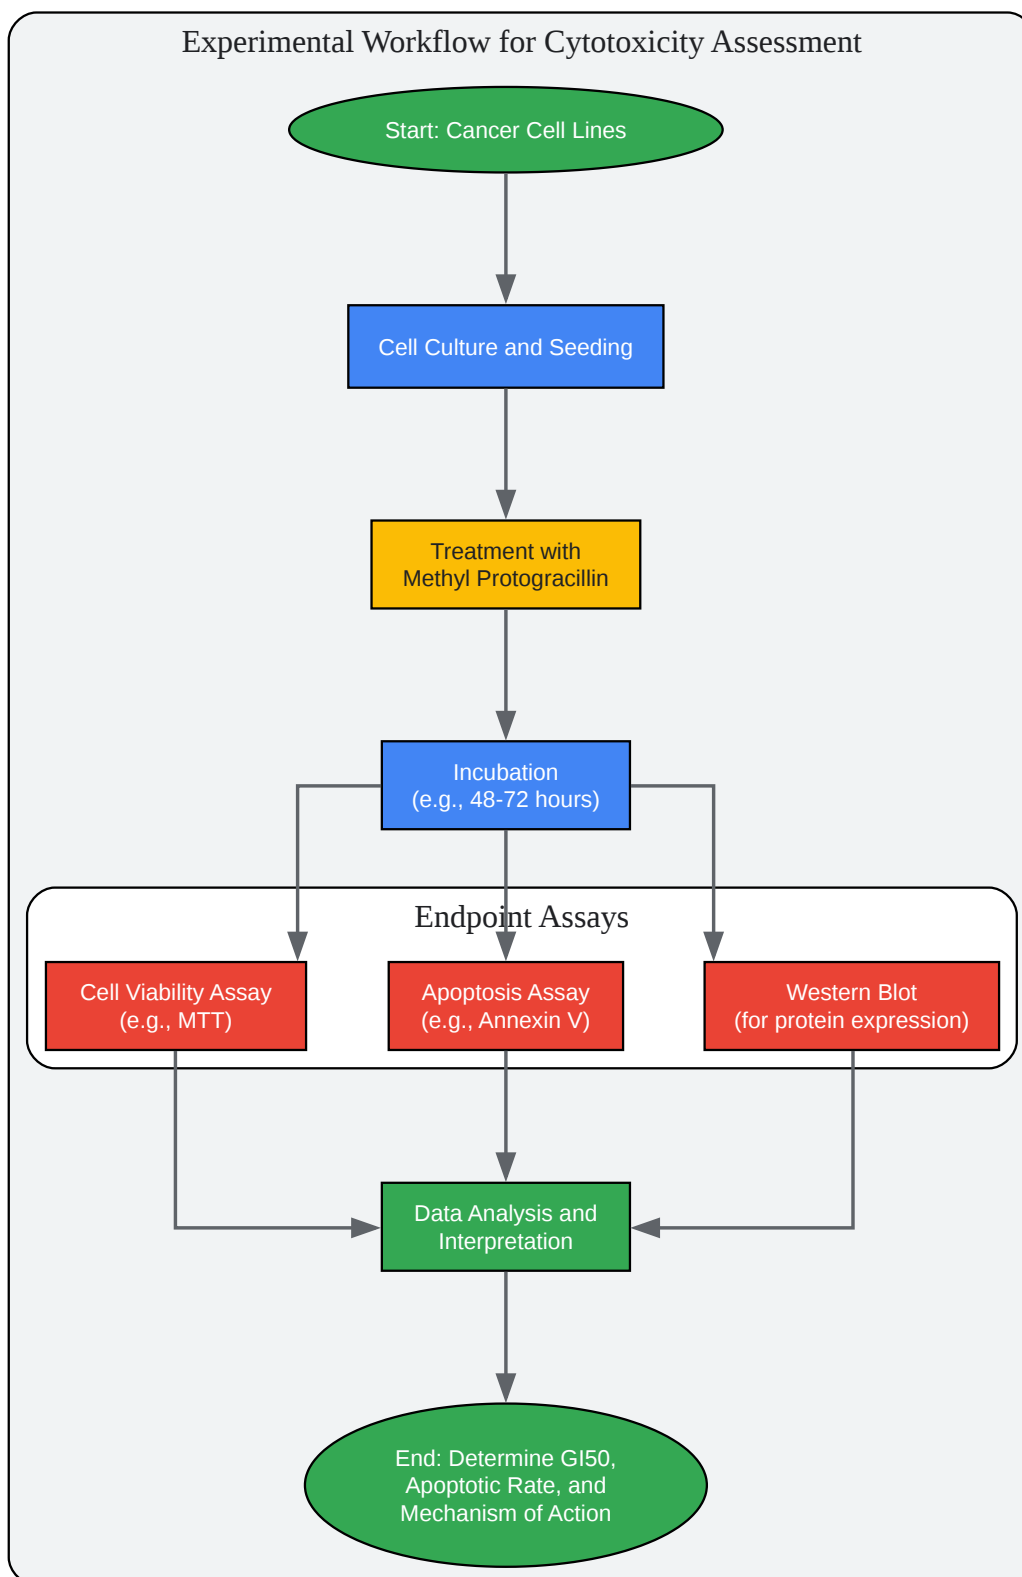 Experimental Workflow for Cytotoxicity Assessment
Start: Cancer Cell Lines
Cell Culture and Seeding
Treatment with
Methyl Protogracillin
Incubation
(e.g., 48-72 hours)
Endpoint Assays
Cell Viability Assay
(e.g., MTT)
Apoptosis Assay
(e.g., Annexin V)
Western Blot
(for protein expression)
Data Analysis and
Interpretation
End: Determine GI50,
Apoptotic Rate, and
Mechanism of Action